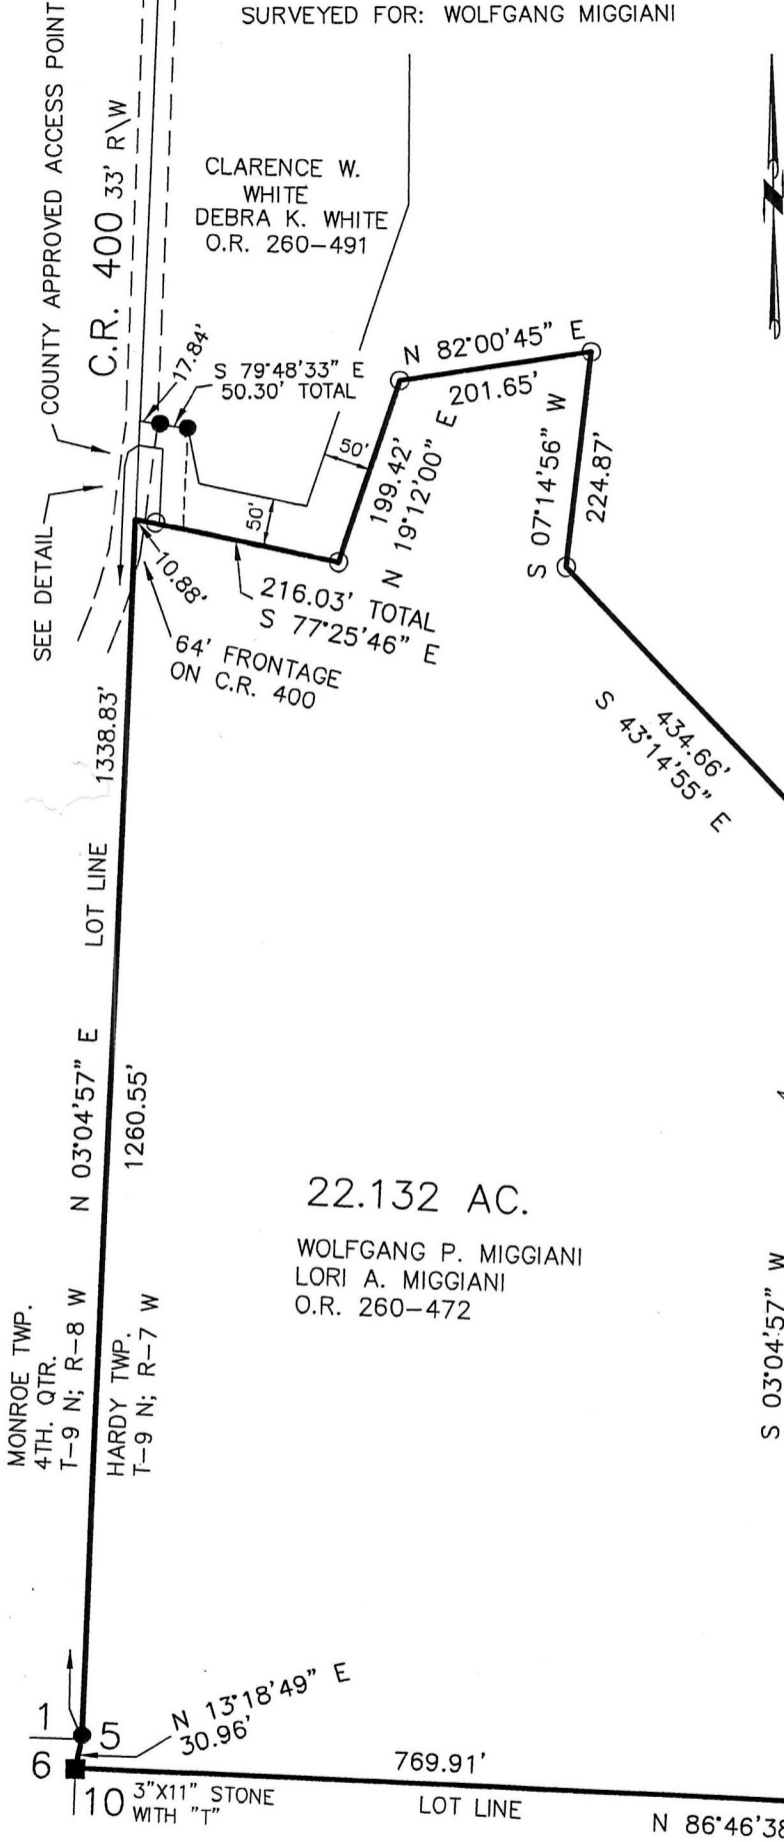 SURVEYED FOR: WOLFGANG MIGGIANI
COUNTY APPROVED ACCESS POINT
C.R. 400 33' R\W
CLARENCE W.
WHITE
DEBRA K. WHITE
O.R. 260-491
17.84'
S 79°48'33" E
50.30' TOTAL
N 82°00'45" E
201.65'
50'
199.42'
N 19°12'00" E
S 07°14'56" W
224.87'
50'
SEE DETAIL
10.88'
216.03' TOTAL
S 77°25'46" E
64' FRONTAGE
ON C.R. 400
434.66'
S 43°14'55" E
1338.83'
LOT LINE
N 03°04'57" E
1260.55'
22.132 AC.
WOLFGANG P. MIGGIANI
LORI A. MIGGIANI
O.R. 260-472
S 03°04'57" W
MONROE TWP.
4TH. QTR.
T-9 N; R-8 W
HARDY TWP.
T-9 N; R-7 W
N 13°18'49" E
30.96'
1
5
6
10
3"X11" STONE
WITH "T"
769.91'
LOT LINE
N 86°46'38